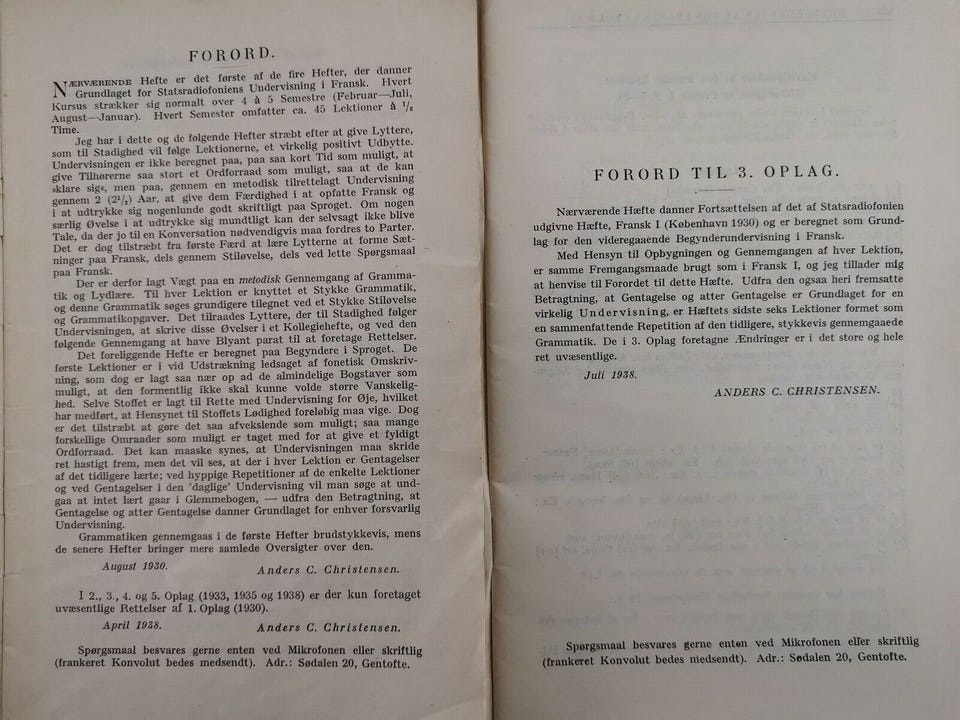 FORORD.
NÆRVÆRENDE Hefte er det første af de fire Hefter, der danner
Grundlaget for Statsradiofoniens Undervisning i Fransk. Hvert
Kursus strækker sig normalt over 4 à 5 Semestre (Februar—Juli,
August—Januar). Hvert Semester omfatter ca. 45 Lektioner à 1/2
Time.
Jeg har i dette og de følgende Hefter stræbt efter at give Lyttere,
som til Stadighed vil følge Lektionerne, et virkelig positivt Udbytte.
Undervisningen er ikke beregnet paa, paa saa kort Tid som muligt, at
give Tilhørerne saa stort et Ordforraad som muligt, saa at de kan
»klare sig«, men paa, gennem en metodisk tilrettelagt Undervisning
gennem 2 (2 1/2) Aar, at give dem Færdighed i at opfatte Fransk og
i at udtrykke sig nogenlunde godt skriftligt paa Sproget. Om nogen
særlig Øvelse i at udtrykke sig mundtligt kan der selvsagt ikke blive
Tale, da der jo til en Konversation nødvendigvis maa fordres to Parter.
Det er dog tilstræbt fra første Færd at lære Lytterne at forme Sæt-
ninger paa Fransk, dels gennem Stiløvelse, dels ved lette Spørgsmaal
paa Fransk.
Der er derfor lagt Vægt paa en metodisk Gennemgang af Gramma-
tik og Lydlære. Til hver Lektion er knyttet et Stykke Grammatik,
og denne Grammatik søges grundigere tilegnet ved et Stykke Stiløvelse
og Grammatikopgaver. Det tilraades Lyttere, der til Stadighed følger
Undervisningen, at skrive disse Øvelser i et Kollegiehefte, og ved den
følgende Gennemgang at have Blyant parat til at foretage Rettelser.
Det foreliggende Hefte er beregnet paa Begyndere i Sproget. De
første Lektioner er i vid Udstrækning ledsaget af fonetisk Omskriv-
ning, som dog er lagt saa nær op ad de almindelige Bogstaver som
muligt, at den formentlig ikke skal kunne volde større Vanskelig-
hed. Selve Stoffet er lagt til Rette med Undervisning for Øje, hvilket
har medført, at Hensynet til Stoffets Lødighed foreløbig maa vige. Dog
er det tilstræbt at gøre det saa afvekslende som muligt; saa mange
forskellige Omraader som muligt er taget med for at give et fyldigt
Ordforraad. Det kan maaske synes, at Undervisningen maa skride
ret hastigt frem, men det vil ses, at der i hver Lektion er Gentagelser
af det tidligere lærte; ved hyppige Repetitioner af de enkelte Lektioner
og ved Gentagelser i den 'daglige' Undervisning vil man søge at und-
gaa at intet lært gaar i Glemmebogen, — udfra den Betragtning, at
Gentagelse og atter Gentagelse danner Grundlaget for enhver forsvarlig
Undervisning.
Grammatiken gennemgaas i de første Hefter brudstykkevis, mens
de senere Hefter bringer mere samlede Oversigter over den.
August 1930.
Anders C. Christensen.
I 2., 3., 4. og 5. Oplag (1933, 1935 og 1938) er der kun foretaget
uvæsentlige Rettelser af 1. Oplag (1930).
April 1938.
Anders C. Christensen.
Spørgsmaal besvares gerne enten ved Mikrofonen eller skriftlig
(frankeret Konvolut bedes medsendt). Adr.: Sødalen 20, Gentofte.
FORORD TIL 3. OPLAG.
Nærværende Hæfte danner Fortsættelsen af det af Statsradiofonien
udgivne Hæfte, Fransk I (København 1930) og er beregnet som Grund-
lag for den videregaaende Begynderundervisning i Fransk.
Med Hensyn til Opbygningen og Gennemgangen af hver Lektion,
er samme Fremgangsmaade brugt som i Fransk I, og jeg tillader mig
at henvise til Forordet til dette Hæfte. Udfra den ogsaa heri fremsatte
Betragtning, at Gentagelse og atter Gentagelse er Grundlaget for en
virkelig Undervisning, er Hæftets sidste seks Lektioner formet som
en sammenfattende Repetition af den tidligere, stykkevis gennemgaaede
Grammatik. De i 3. Oplag foretagne Ændringer er i det store og hele
ret uvæsentlige.
Juli 1938.
ANDERS C. CHRISTENSEN.
Spørgsmaal besvares gerne enten ved Mikrofonen eller skriftlig
(frankeret Konvolut bedes medsendt). Adr.: Sødalen 20, Gentofte.